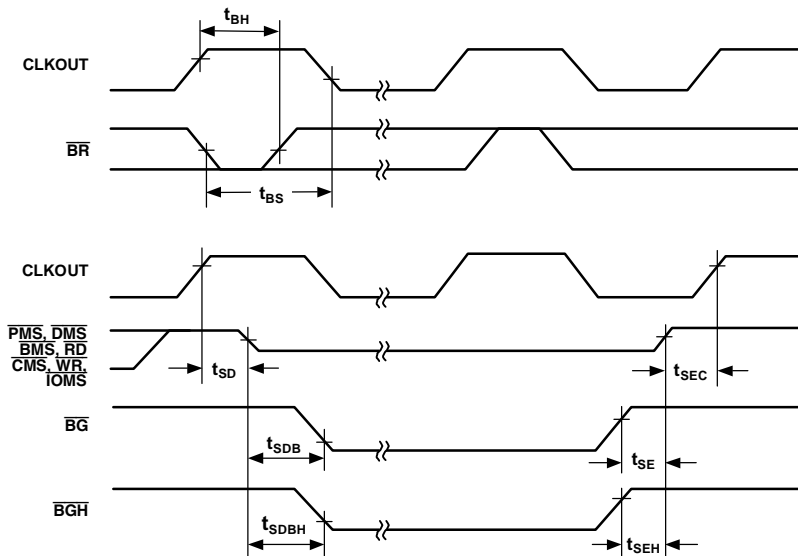 tBH
CLKOUT
BR
tBS
CLKOUT
PMS, DMS
BMS, RD
CMS, WR,
IOMS
tSD
tSEC
BG
tSDB
tSE
BGH
tSDBH
tSEH